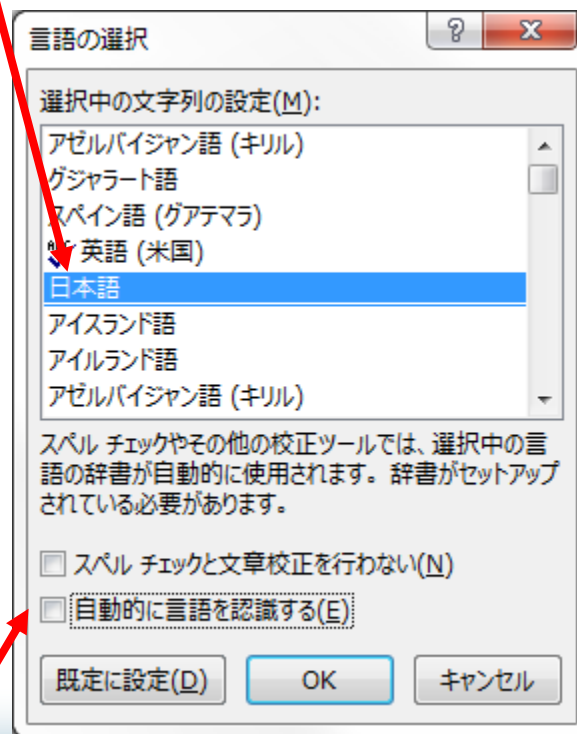 言語の選択
選択中の文字列の設定(M):
アゼルバイジャン語 (キリル)
グジャラート語
スペイン語 (グアテマラ)
英語 (米国)
日本語
アイスランド語
アイルランド語
アゼルバイジャン語 (キリル)
スペル チェックやその他の校正ツールでは、選択中の言
語の辞書が自動的に使用されます。辞書がセットアップ
されている必要があります。
スペル チェックと文章校正を行わない(N)
自動的に言語を認識する(E)
既定に設定(D) OK キャンセル